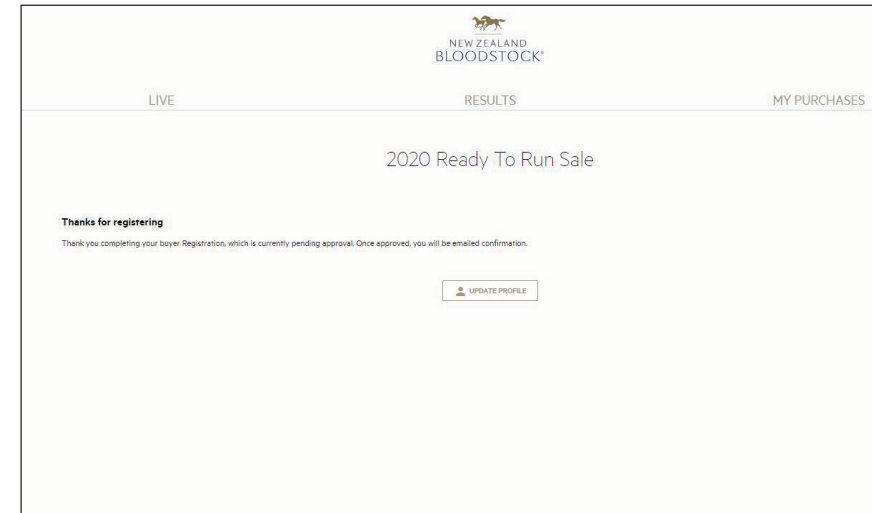 NEW ZEALAND
BLOODSTOCK®
LIVE RESULTS MY PURCHASES
2020 Ready To Run Sale
Thanks for registering
Thank you completing your buyer Registration, which is currently pending approval. Once approved, you will be emailed confirmation.
UPDATE PROFILE